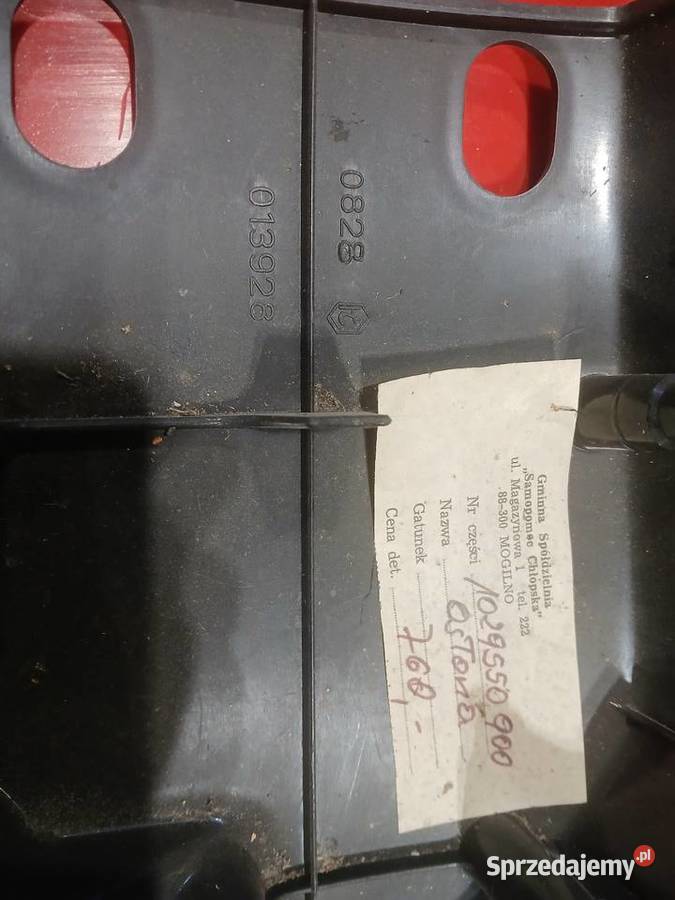 0828
013928
Gminna Spółdzielnia
„Samoppmoc Chłopska"
ul. Magazynowa 1 tel. 222
88-300 MOGILNO
Nr części 1029550900
Nazwa osłona
Gatunek
Cena det. 760,-
Sprzedajemy.pl